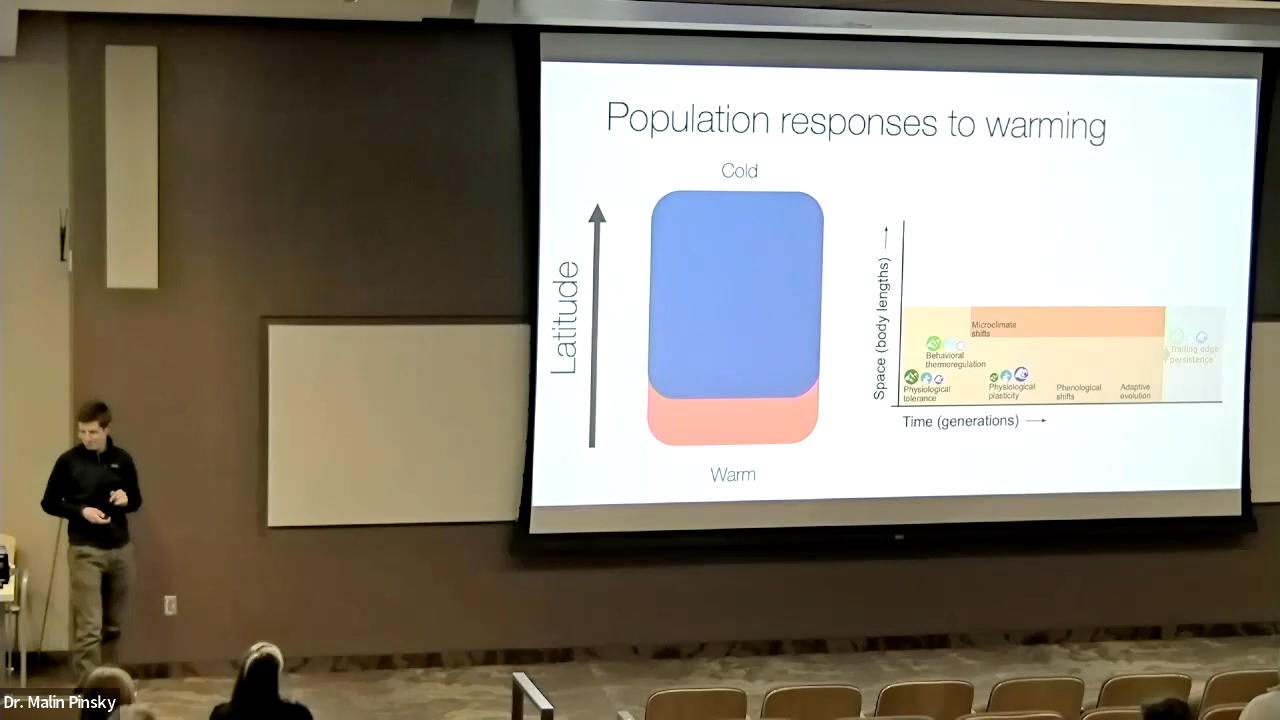 Population responses to warming
Cold
Latitude
Warm
Space (body lengths)
Microclimate
shifts
Behavioral
thermoregulation
Trailing edge
persistence
Physiological
tolerance
Physiological
plasticity
Phenological
shifts
Adaptive
evolution
Time (generations)
Dr. Malin Pinsky